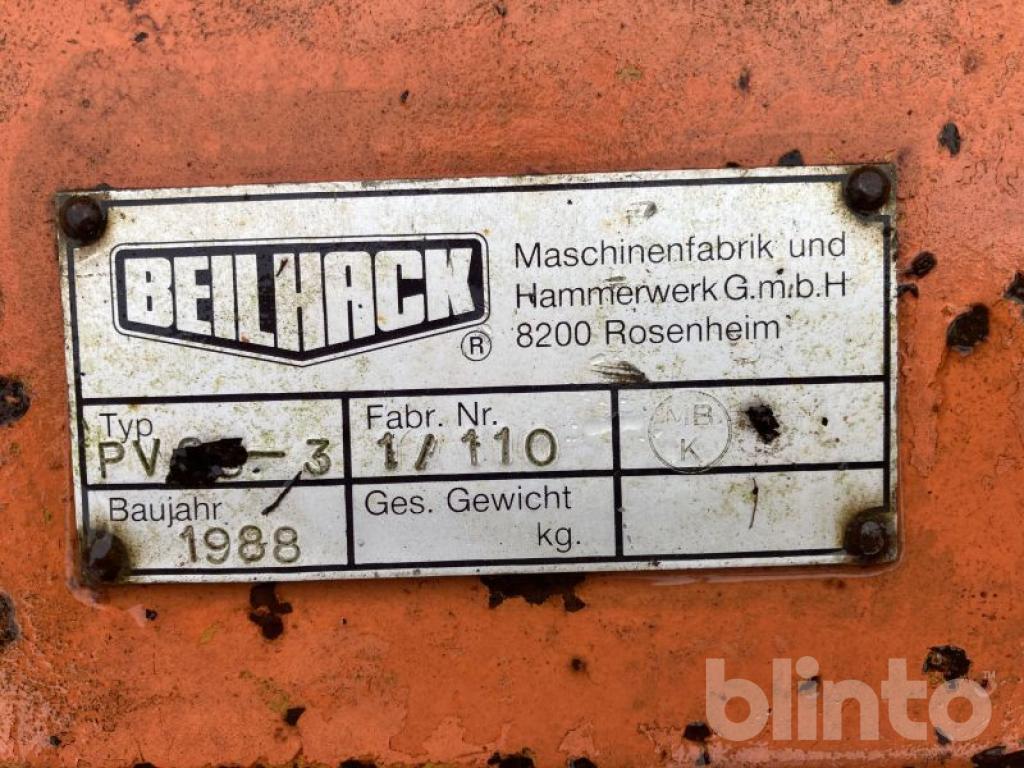 BEILHACK
®
Maschinenfabrik und
Hammerwerk G.m.b.H
8200 Rosenheim
Typ
Fabr. Nr.
1/110
MB.
K
Baujahr
1988
Ges. Gewicht
kg.
blinto